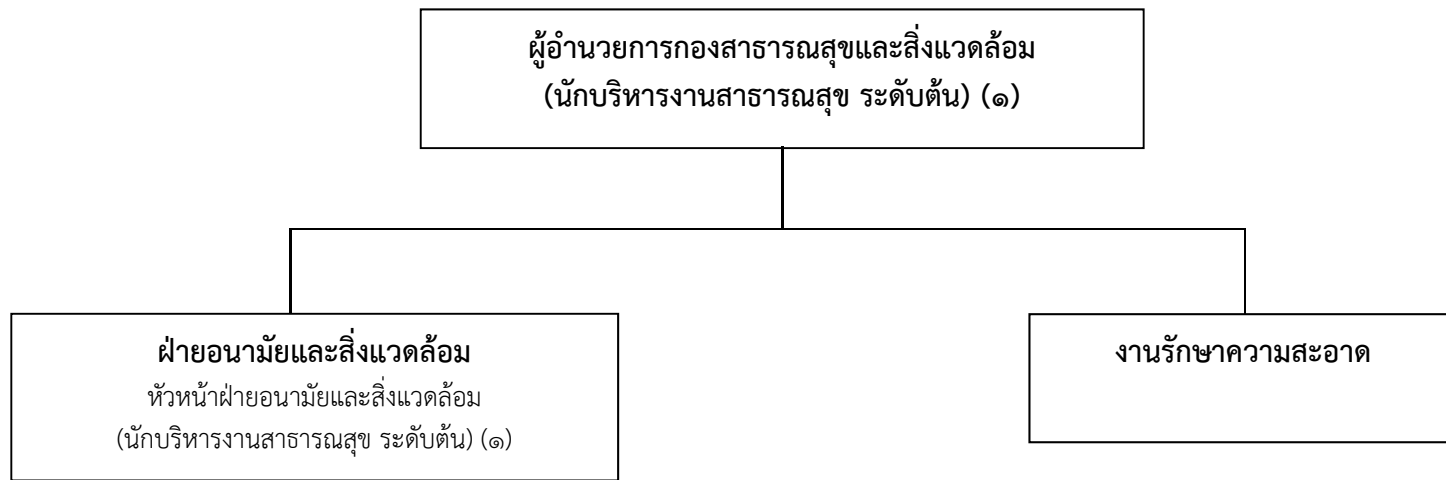 ผู้อำนวยการกองสาธารณสุขและสิ่งแวดล้อม
(นักบริหารงานสาธารณสุข ระดับต้น) (๑)
ฝ่ายอนามัยและสิ่งแวดล้อม
หัวหน้าฝ่ายอนามัยและสิ่งแวดล้อม
(นักบริหารงานสาธารณสุข ระดับต้น) (๑)
งานรักษาความสะอาด